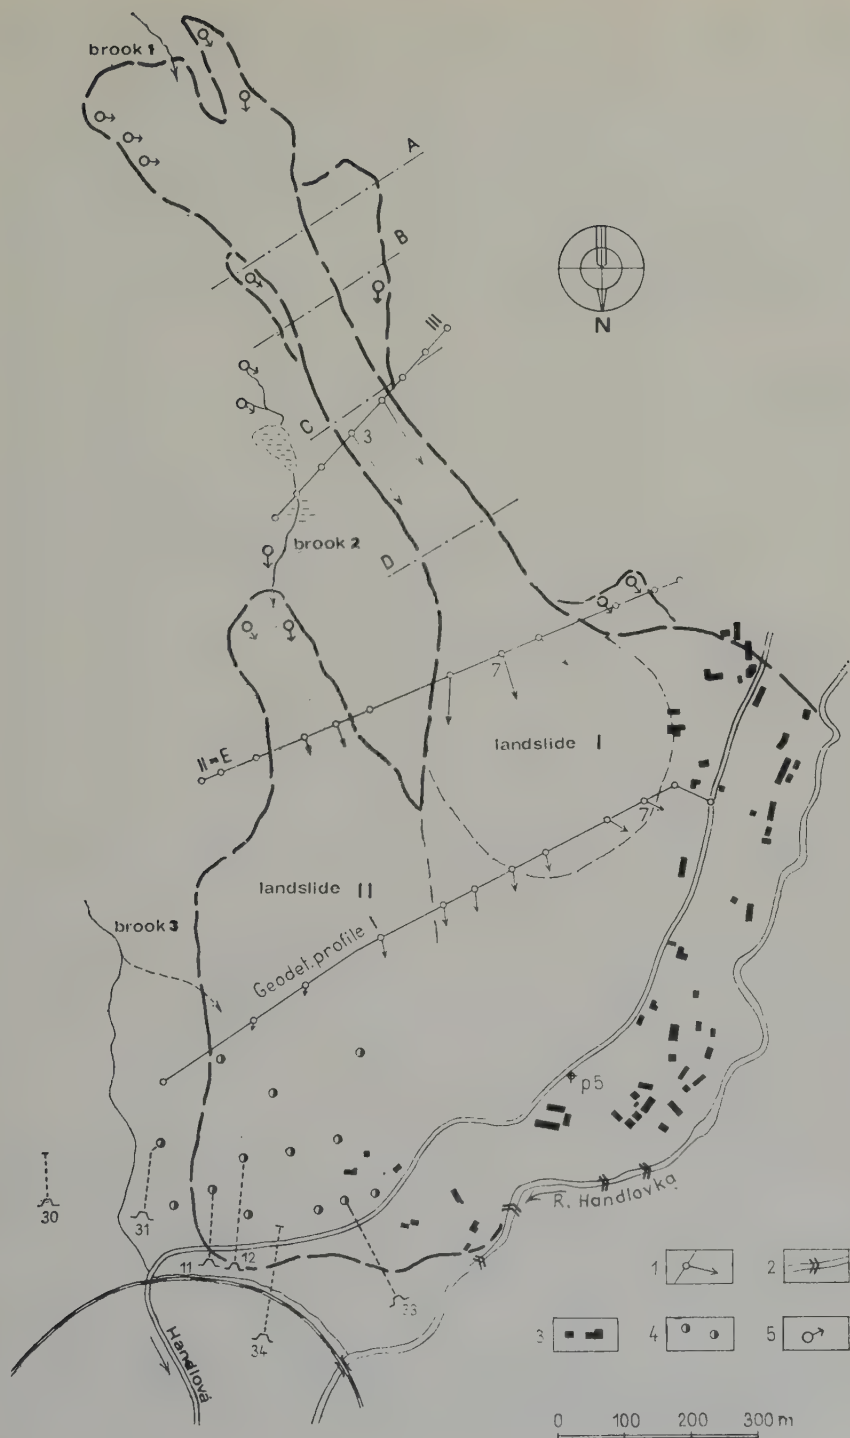 brook 1
A
B
III
N
C
3
brook 2
D
7
II=E
landslide I
7
landslide II
brook 3
Geodet. profile I
p5
R. Handlovka
30
31
11
12
33
34
Handlová
1
2
3
4
5
0 100 200 300 m